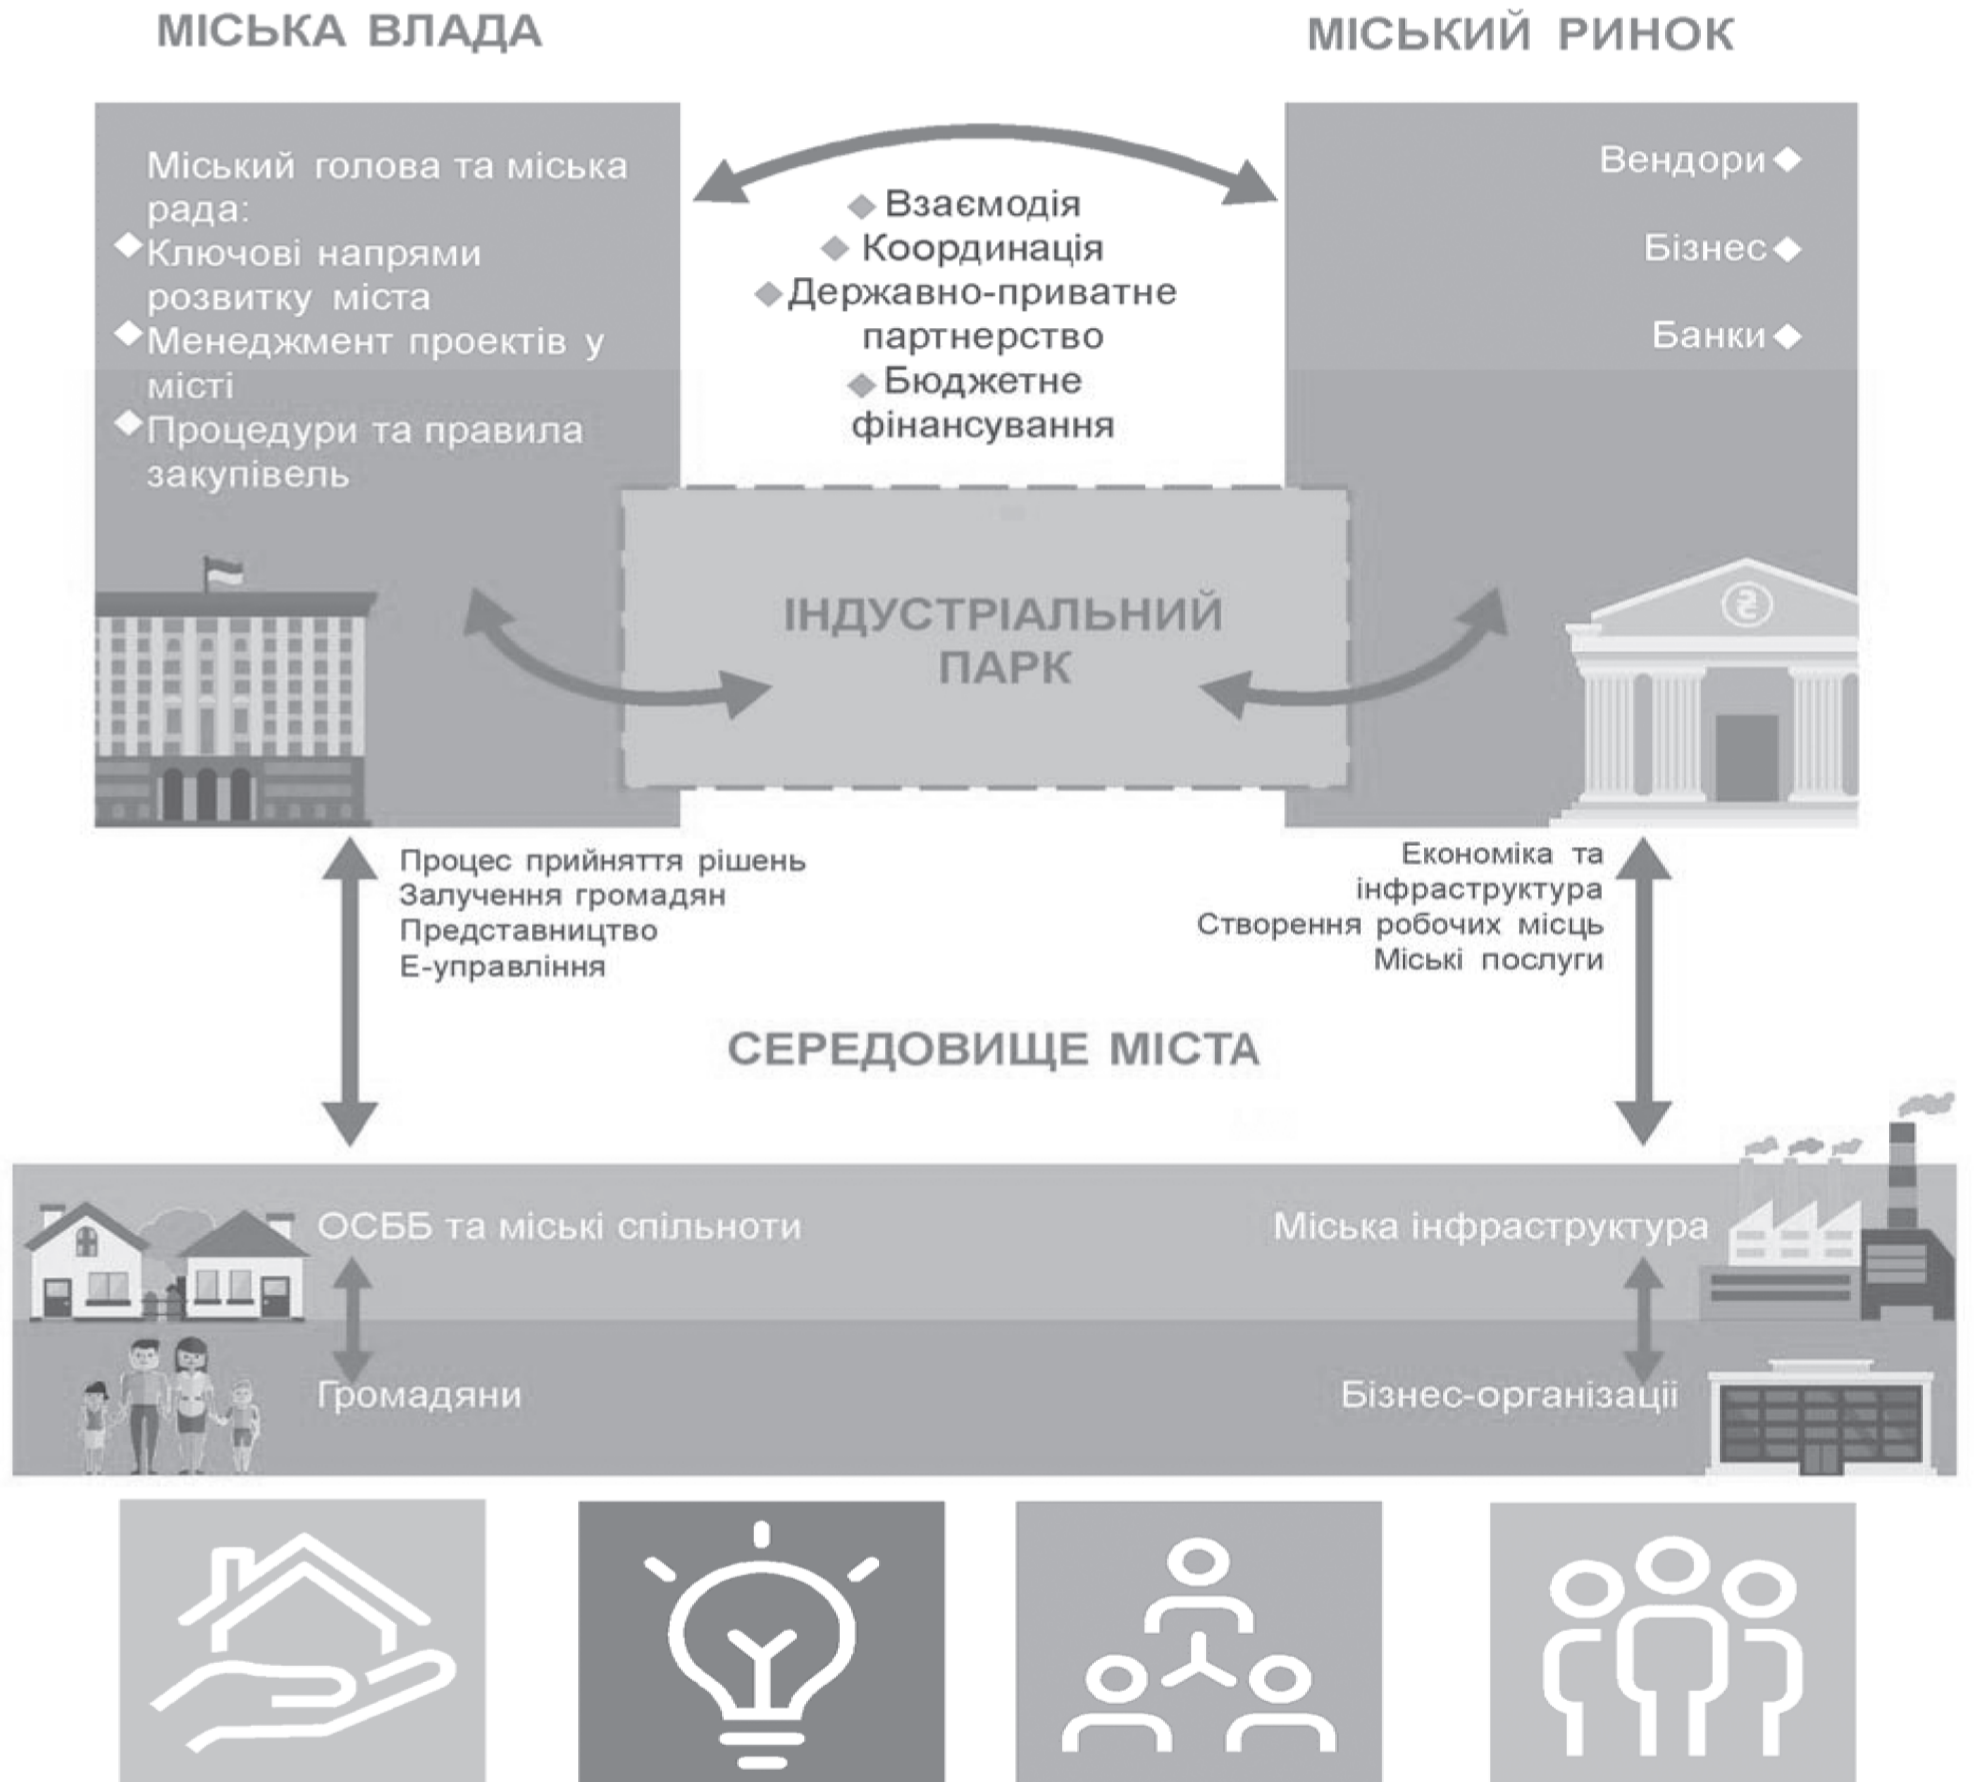 МІСЬКА ВЛАДА
МІСЬКИЙ РИНОК
Міський голова та міська
рада:
Ключові напрями
розвитку міста
Менеджмент проектів у
місті
Процедури та правила
закупівель
Взаємодія
Координація
Державно-приватне
партнерство
Бюджетне
фінансування
Вендори
Бізнес
Банки
ІНДУСТРІАЛЬНИЙ
ПАРК
₴
Процес прийняття рішень
Залучення громадян
Представництво
Е-управління
Економіка та
інфраструктура
Створення робочих місць
Міські послуги
СЕРЕДОВИЩЕ МІСТА
ОСББ та міські спільноти
Міська інфраструктура
Громадяни
Бізнес-організації